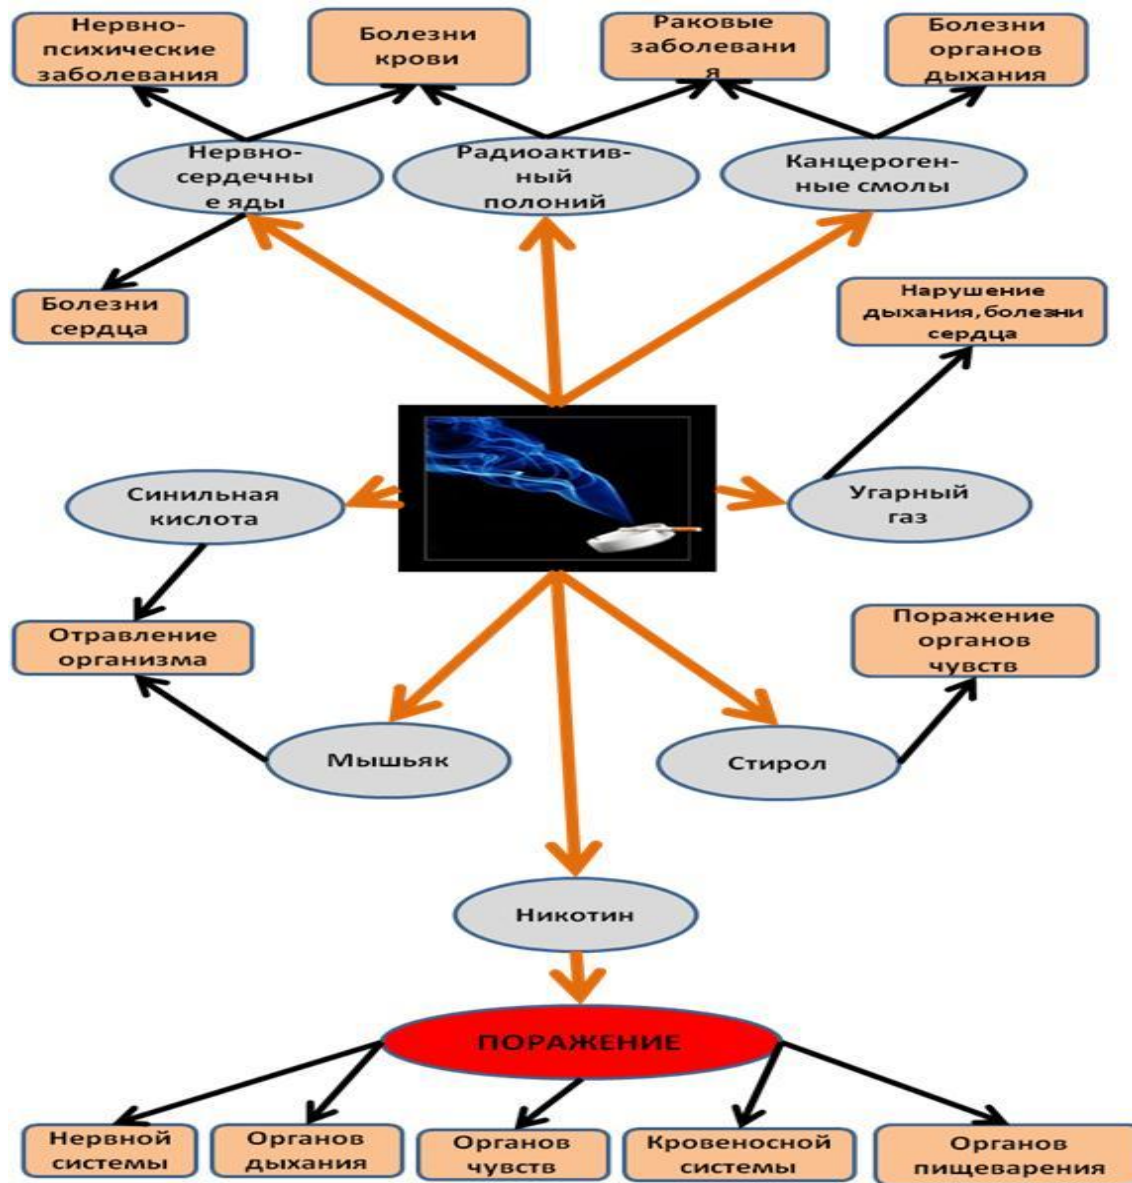 Нервно-
психические
заболевания
Болезни
крови
Раковые
заболевани
я
Болезни
органов
дыхания
Нервно-
сердечны
е яды
Радиоактив-
ный
полоний
Канцероген-
ные смолы
Болезни
сердца
Нарушение
дыхания,болезни
сердца
Синильная
кислота
Угарный
газ
Отравление
организма
Поражение
органов
чувств
Мышьяк
Стирол
Никотин
ПОРАЖЕНИЕ
Нервной
системы
Органов
дыхания
Органов
чувств
Кровеносной
системы
Органов
пищеварения